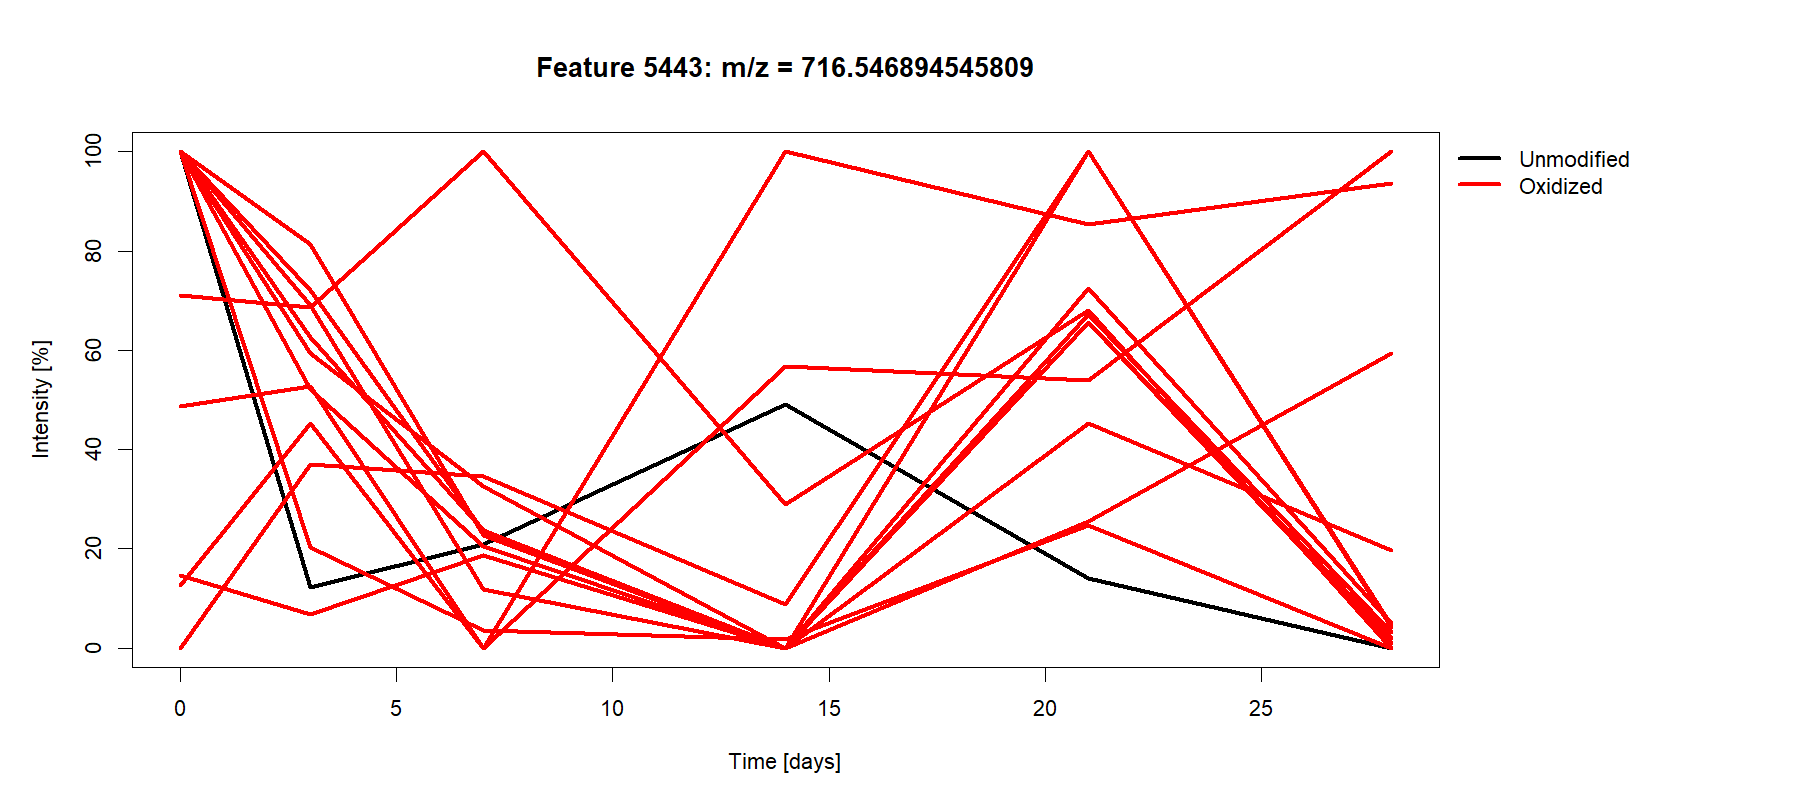 Feature 5443: m/z = 716.546894545809
Unmodified
Oxidized
Intensity [%]
100
80
60
40
20
0
0 5 10 15 20 25
Time [days]